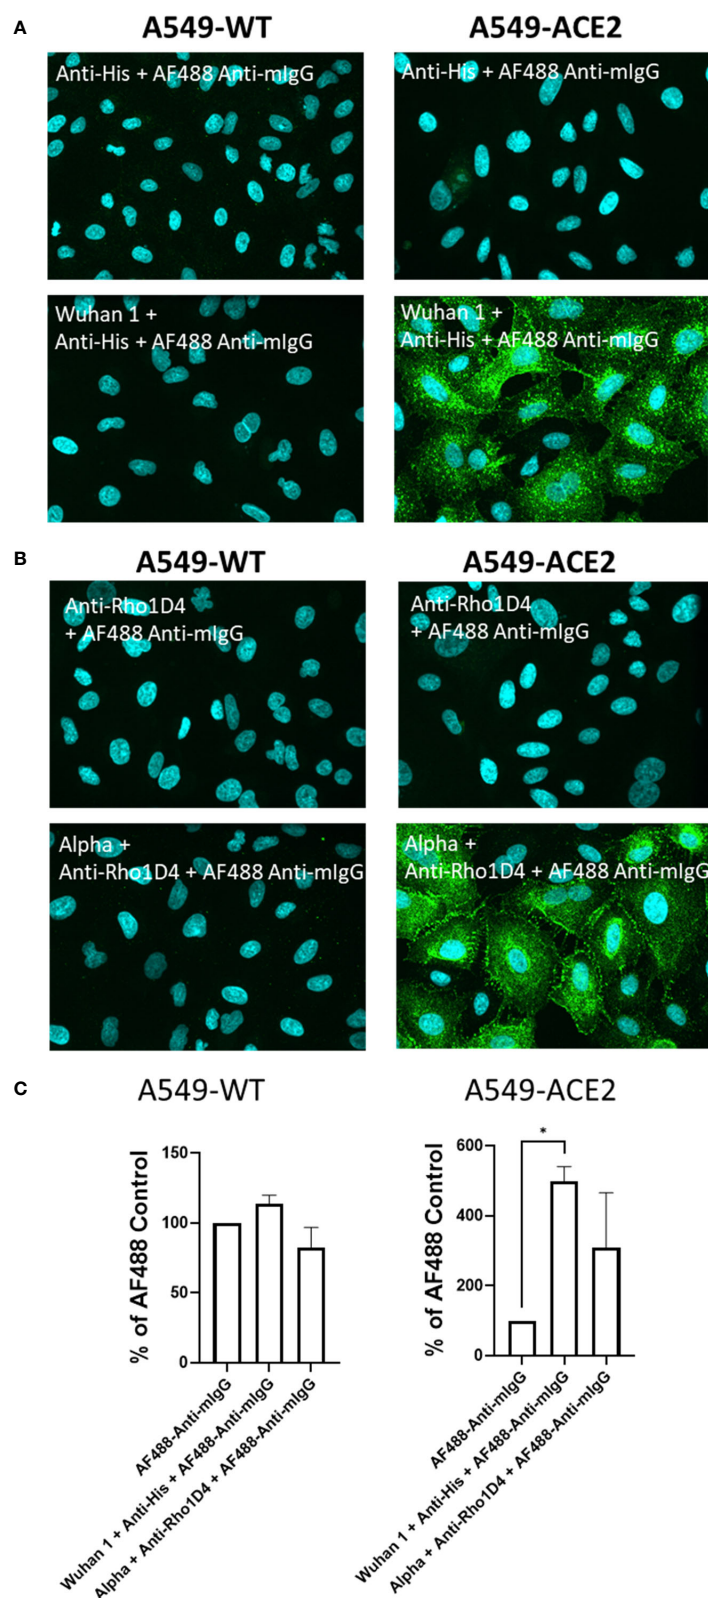 A
A549-WT
A549-ACE2
Anti-His + AF488 Anti-mIgG
Anti-His + AF488 Anti-mIgG
Wuhan 1 +
Anti-His + AF488 Anti-mIgG
Wuhan 1 +
Anti-His + AF488 Anti-mIgG
B
A549-WT
A549-ACE2
Anti-Rho1D4
+ AF488 Anti-mIgG
Anti-Rho1D4
+ AF488 Anti-mIgG
Alpha +
Anti-Rho1D4 + AF488 Anti-mIgG
Alpha +
Anti-Rho1D4 + AF488 Anti-mIgG
C
A549-WT
% of AF488 Control
150
100
50
0
AF488-Anti-mIgG
Wuhan 1 + Anti-His + AF488-Anti-mIgG
Alpha + Anti-Rho1D4 + AF488-Anti-mIgG
A549-ACE2
% of AF488 Control
600
400
200
0
*
AF488-Anti-mIgG
Wuhan 1 + Anti-His + AF488-Anti-mIgG
Alpha + Anti-Rho1D4 + AF488-Anti-mIgG